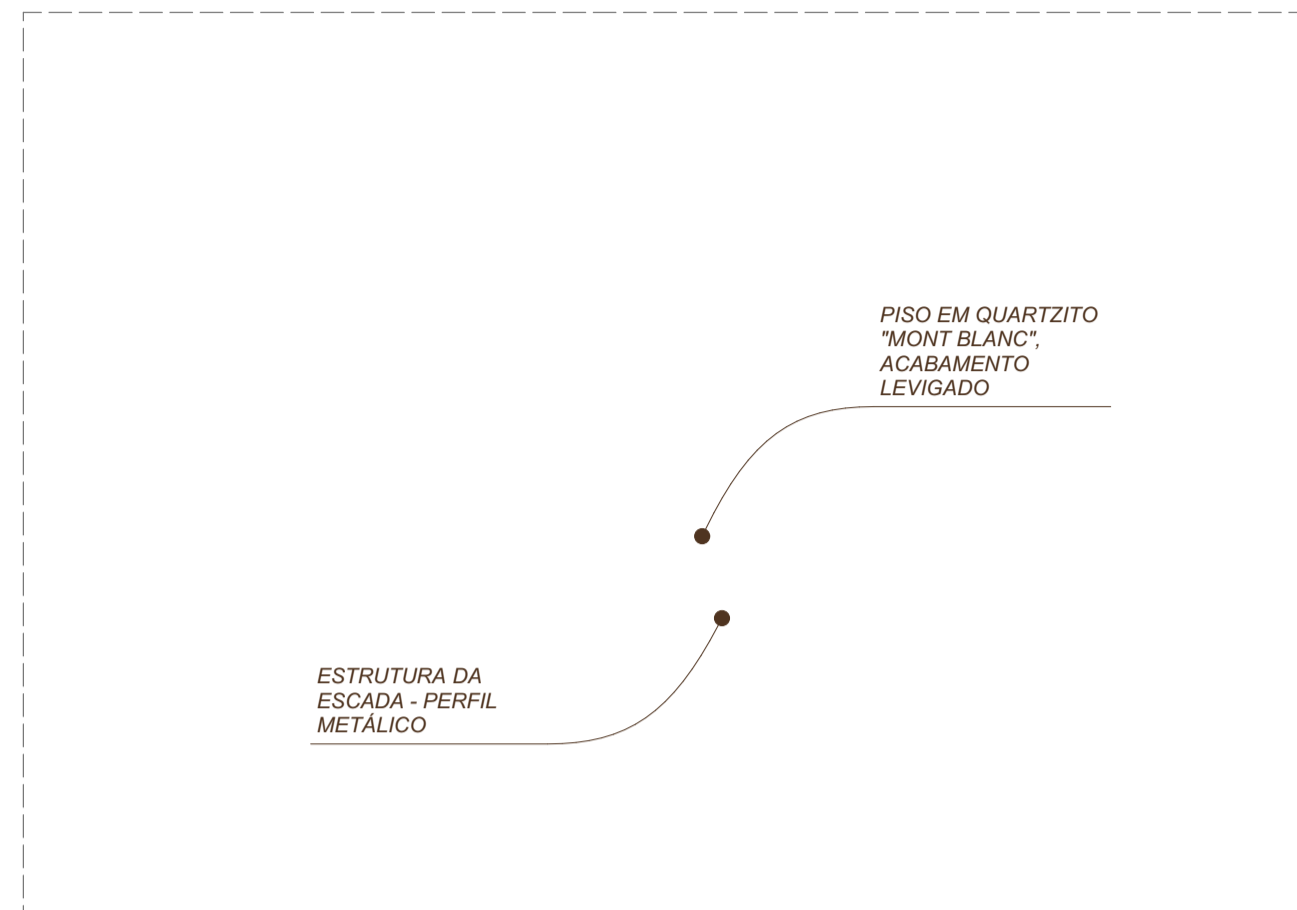 PISO EM QUARTZITO
"MONT BLANC",
ACABAMENTO
LEVIGADO
ESTRUTURA DA
ESCADA - PERFIL
METÁLICO